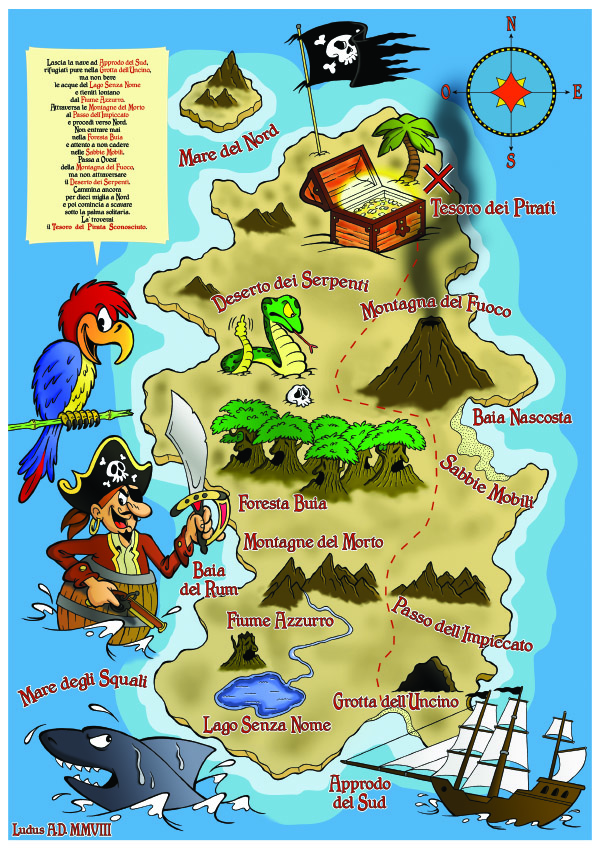 Lascia la nave ad Approdo del Sud,
rifugiati pure nella Grotta dell'Uncino,
ma non bere
le acque del Lago Senza Nome
e tieniti lontano
dal Fiume Azzurro.
Attraversa le Montagne del Morto
al Passo dell'Impiccato
e procedi verso Nord.
Non entrare mai
nella Foresta Buia
e attento a non cadere
nelle Sabbie Mobili.
Passa a Ovest
della Montagna del Fuoco,
ma non attraversare
il Deserto dei Serpenti.
Cammina ancora
per dieci miglia a Nord
e poi comincia a scavare
sotto la palma solitaria.
La' troverai
il Tesoro del Pirata Sconosciuto.
N
O
E
S
Mare del Nord
Tesoro dei Pirati
Deserto dei Serpenti
Montagna del Fuoco
Baia Nascosta
Sabbie Mobili
Foresta Buia
Montagne del Morto
Baia
del Rum
Fiume Azzurro
Passo dell'Impiccato
Mare degli Squali
Grotta dell'Uncino
Lago Senza Nome
Approdo
del Sud
Ludus A.D. MMVIII